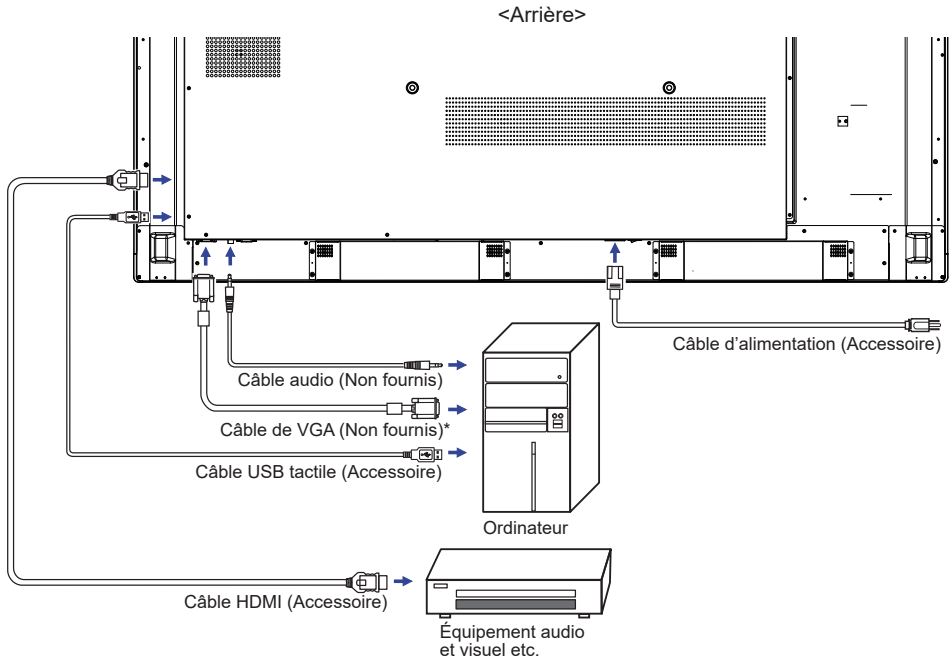 <Arrière>
Câble d'alimentation (Accessoire)
Câble audio (Non fournis)
Câble de VGA (Non fournis)*
Câble USB tactile (Accessoire)
Ordinateur
Câble HDMI (Accessoire)
Équipement audio
et visuel etc.